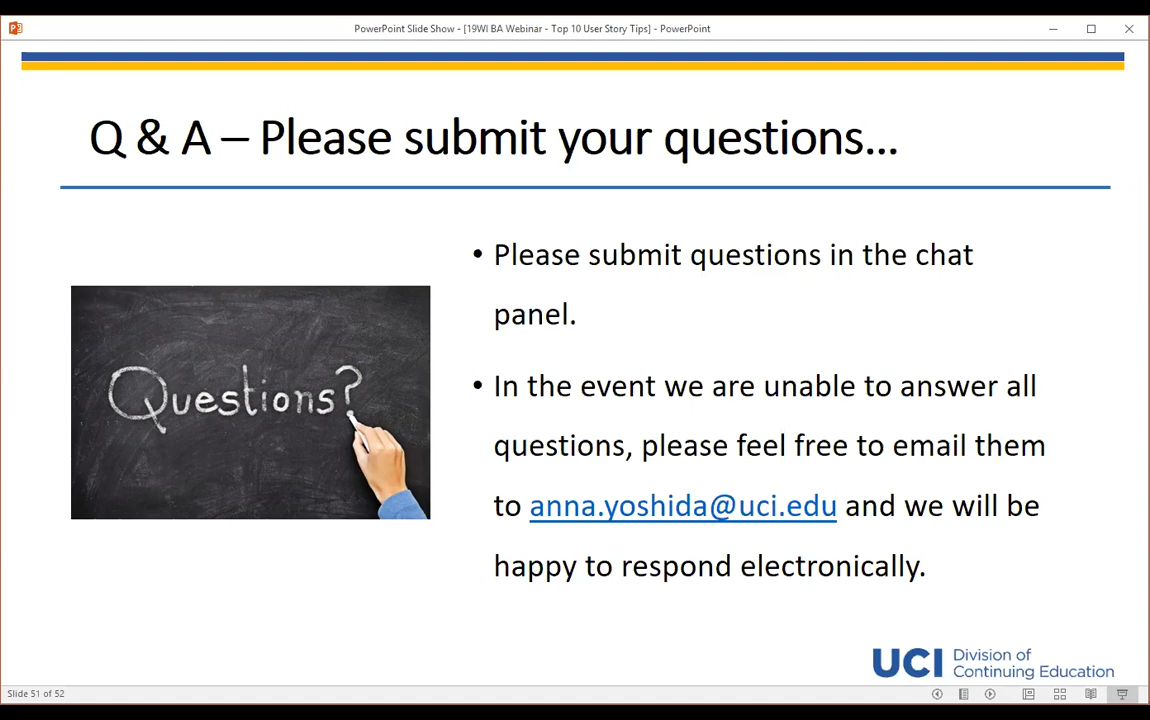 PowerPoint Slide Show - [19WI BA Webinar - Top 10 User Story Tips] - PowerPoint
Q & A – Please submit your questions...
• Please submit questions in the chat
panel.
• In the event we are unable to answer all
questions, please feel free to email them
to anna.yoshida@uci.edu and we will be
happy to respond electronically.
Questions?
UCI Division of
Continuing Education
Slide 51 of 52